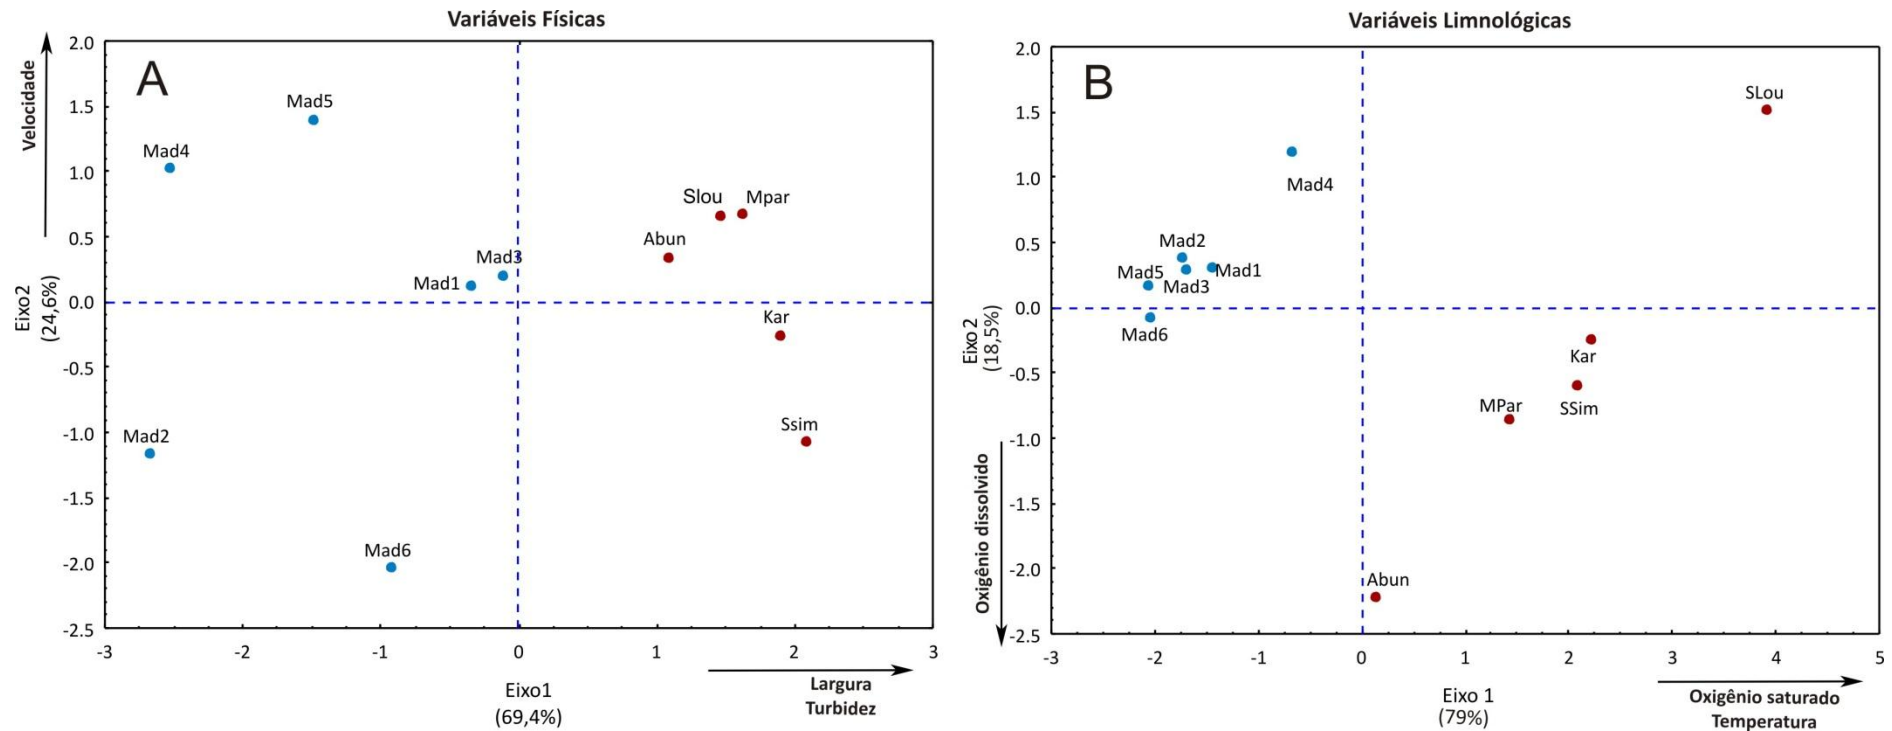 Variáveis Físicas
A
Velocidade
Eixo2
(24,6%)
2.0
1.5
1.0
0.5
0.0
-0.5
-1.0
-1.5
-2.0
-2.5
Mad5
Mad4
Slou
Mpar
Abun
Mad3
Mad1
Kar
Ssim
Mad2
Mad6
-3
-2
-1
0
1
2
3
Eixo1
(69,4%)
Largura
Turbidez
Variáveis Limnológicas
B
Eixo 2
(18,5%)
Oxigênio dissolvido
2.0
1.5
1.0
0.5
0.0
-0.5
-1.0
-1.5
-2.0
-2.5
SLou
Mad4
Mad2
Mad5
Mad1
Mad3
Mad6
Kar
MPar
SSim
Abun
-3
-2
-1
0
1
2
3
4
5
Eixo 1
(79%)
Oxigênio saturado
Temperatura